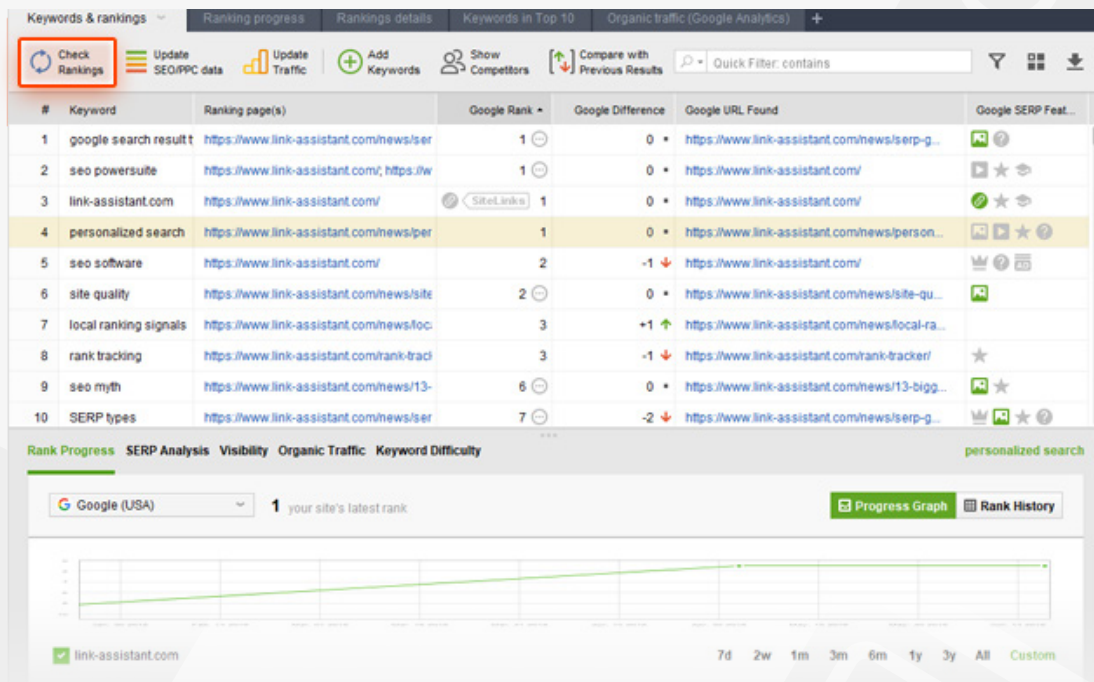 Keywords & rankings Ranking progress Rankings details Keywords in Top 10 Organic traffic (Google Analytics) +
Check Rankings
Update SEO/PPC data
Update Traffic
Add Keywords
Show Competitors
Compare with Previous Results
Quick Filter: contains
# Keyword Ranking page(s) Google Rank Google Difference Google URL Found Google SERP Feat...
1 google search result t https://www.link-assistant.com/news/ser 1 0 https://www.link-assistant.com/news/serp-g...
2 seo powersuite https://www.link-assistant.com/; https://w 1 0 https://www.link-assistant.com/
3 link-assistant.com https://www.link-assistant.com/ SiteLinks 1 0 https://www.link-assistant.com/
4 personalized search https://www.link-assistant.com/news/per 1 0 https://www.link-assistant.com/news/person...
5 seo software https://www.link-assistant.com/ 2 -1 https://www.link-assistant.com/
6 site quality https://www.link-assistant.com/news/site 2 0 https://www.link-assistant.com/news/site-qu...
7 local ranking signals https://www.link-assistant.com/news/loc 3 +1 https://www.link-assistant.com/news/local-ra...
8 rank tracking https://www.link-assistant.com/rank-track 3 -1 https://www.link-assistant.com/rank-tracker/
9 seo myth https://www.link-assistant.com/news/13- 6 0 https://www.link-assistant.com/news/13-bigg...
10 SERP types https://www.link-assistant.com/news/ser 7 -2 https://www.link-assistant.com/news/serp-g...
Rank Progress SERP Analysis Visibility Organic Traffic Keyword Difficulty personalized search
Google (USA) 1 your site's latest rank Progress Graph Rank History
link-assistant.com 7d 2w 1m 3m 6m 1y 3y All Custom